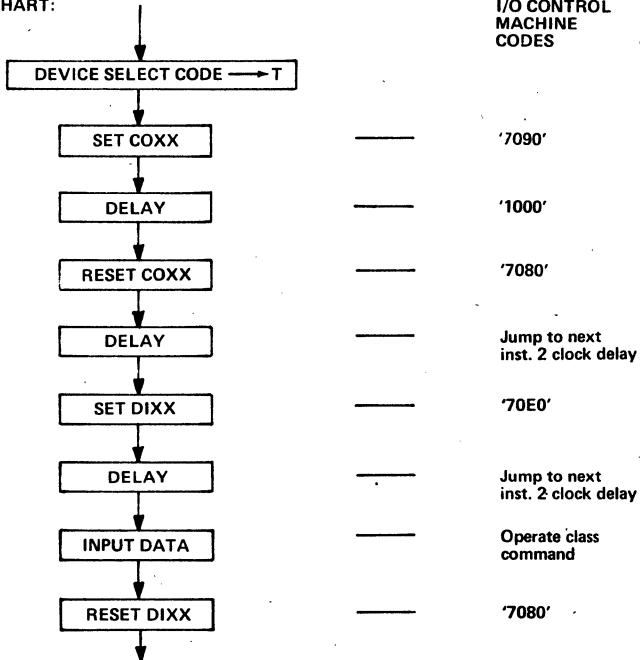 HART:
I/O CONTROL
MACHINE
CODES
DEVICE SELECT CODE → T
SET COXX
'7090'
DELAY
'1000'
RESET COXX
'7080'
DELAY
Jump to next
inst. 2 clock delay
SET DIXX
'70E0'
DELAY
Jump to next
inst. 2 clock delay
INPUT DATA
Operate class
command
RESET DIXX
'7080'